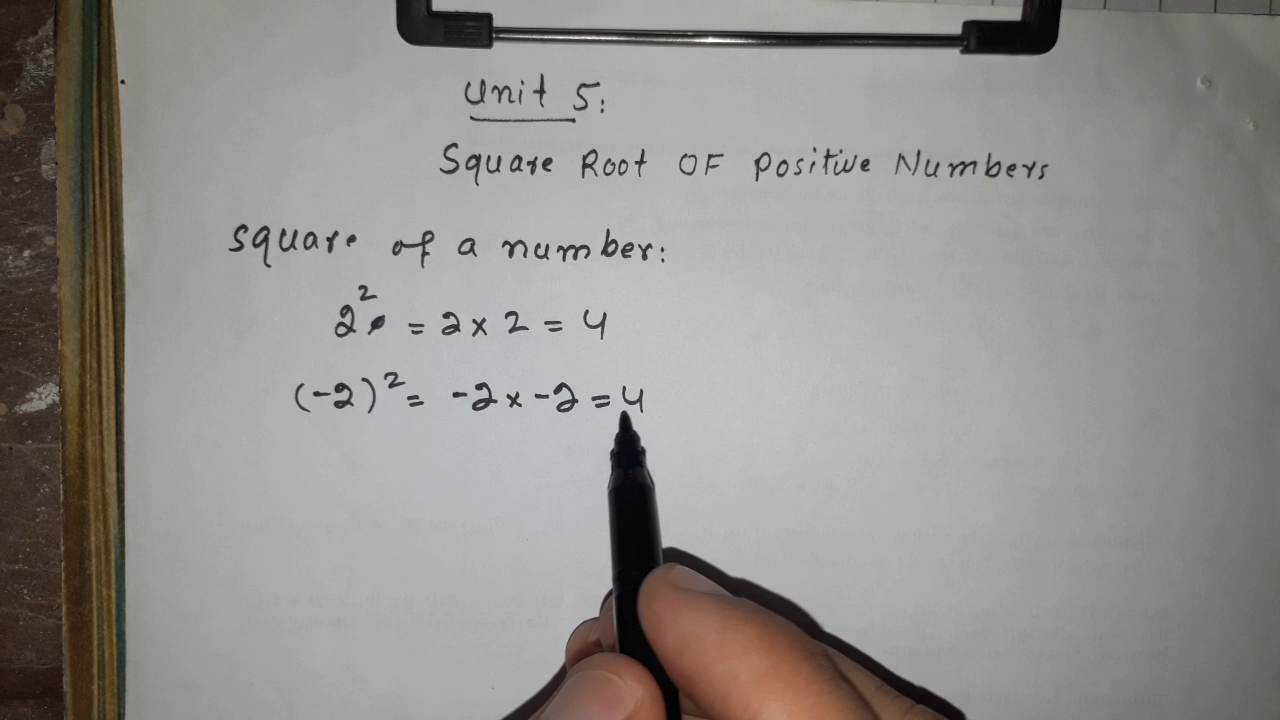 Unit 5:
Square Root OF Positive Numbers
square of a number:
2² = 2 x 2 = 4
(-2)² = -2 x -2 = 4